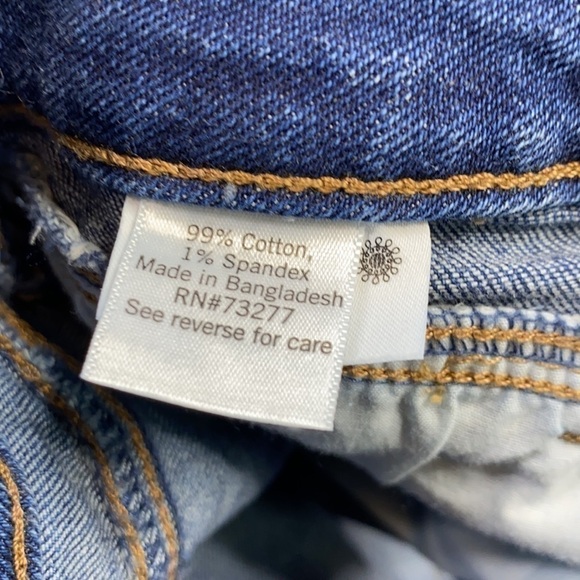 99% Cotton,
1% Spandex
Made in Bangladesh
RN#73277
See reverse for care